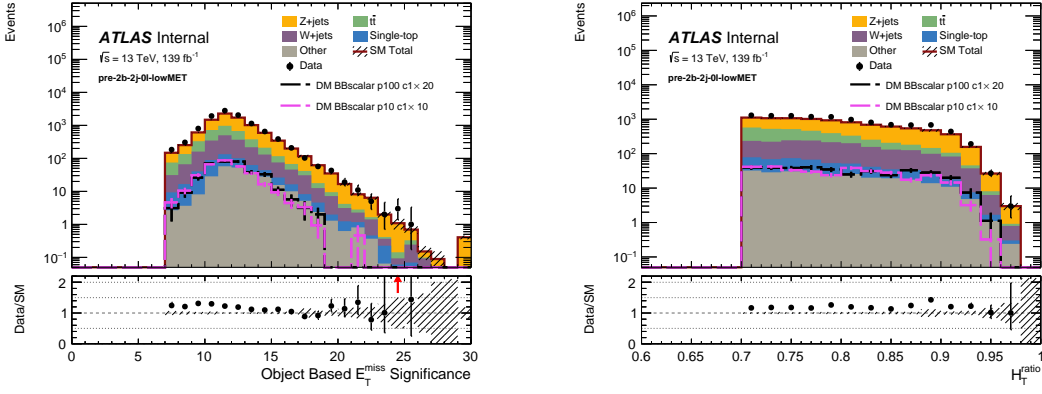 Events
10⁶
10⁵
10⁴
10³
10²
10
1
10⁻¹
ATLAS Internal
√s = 13 TeV, 139 fb⁻¹
pre-2b-2j-0l-lowMET
Z+jets
tt̄
W+jets
Single-top
Other
SM Total
Data
DM BBscalar p100 c1× 20
DM BBscalar p10 c1× 10
Data/SM
2
1
0
0 5 10 15 20 25 30
Object Based E_T^miss Significance
Events
10⁶
10⁵
10⁴
10³
10²
10
1
10⁻¹
ATLAS Internal
√s = 13 TeV, 139 fb⁻¹
pre-2b-2j-0l-lowMET
Z+jets
tt̄
W+jets
Single-top
Other
SM Total
Data
DM BBscalar p100 c1× 20
DM BBscalar p10 c1× 10
Data/SM
2
1
0
0.6 0.65 0.7 0.75 0.8 0.85 0.9 0.95 1
H_T^ratio